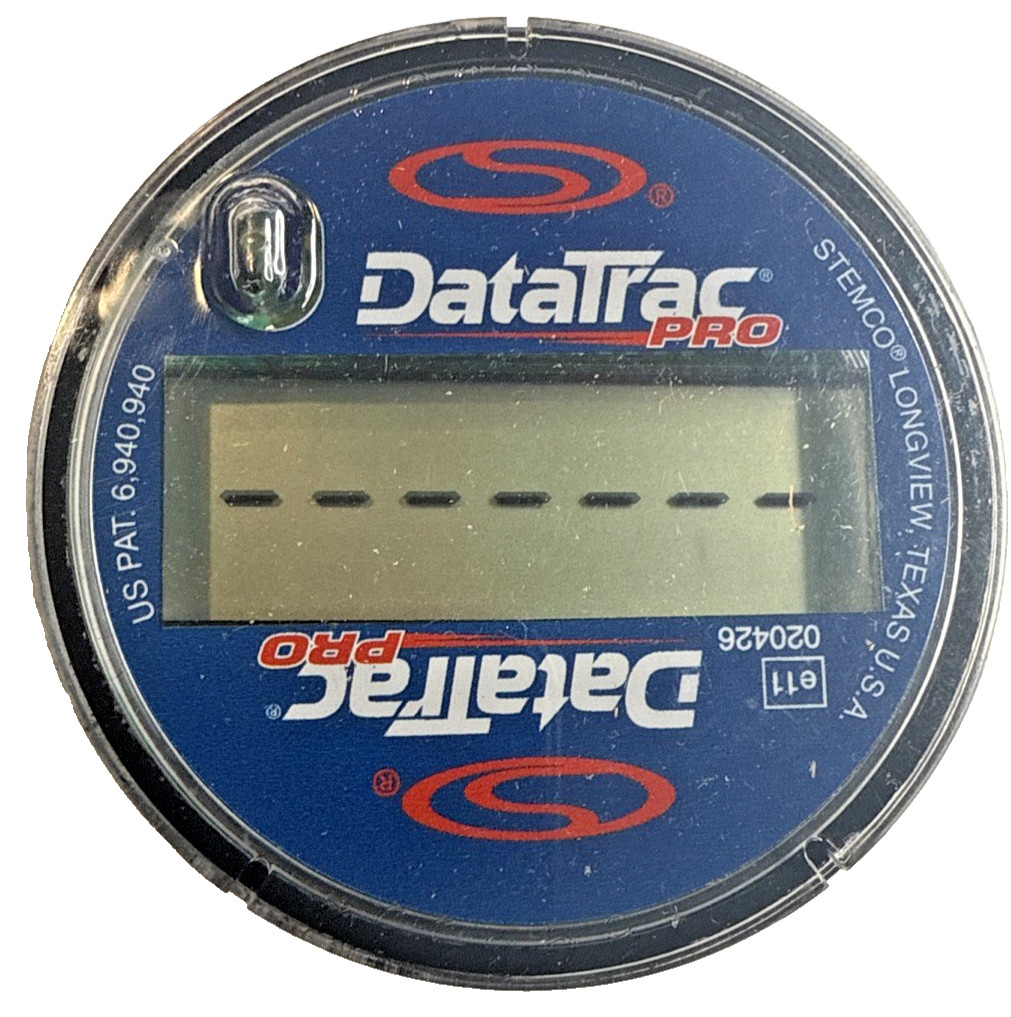 ®
DataTrac®
PRO
STEMCO® LONGVIEW, TEXAS U.S.A.
US PAT. 6,940,940
- - - - - - -
020426
e11
PRO
DataTrac®
®